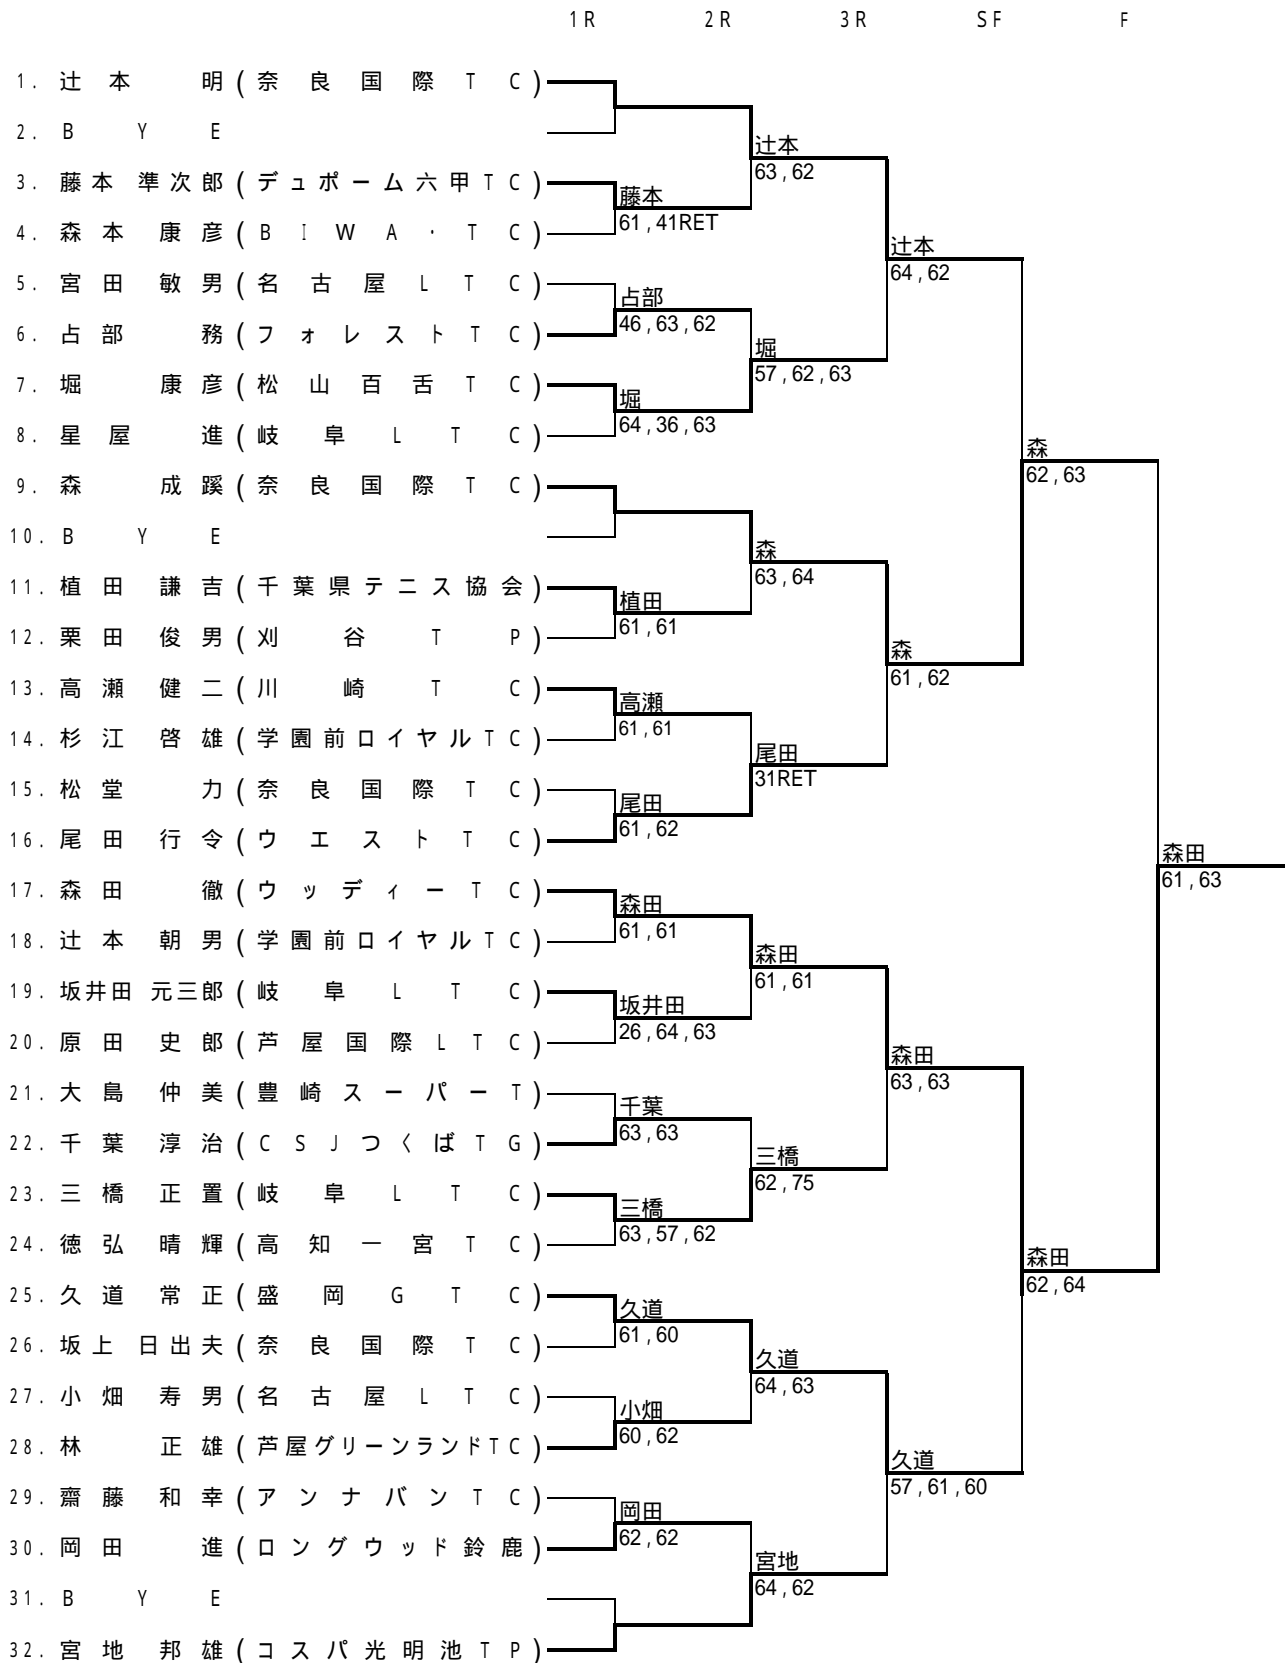 1R 2R 3R SF F
1. 辻本 明 (奈良国際TC)
2. BYE
辻本
63,62
3. 藤本 準次郎 (デュポーム六甲TC)
藤本
61,41RET
4. 森本 康彦 (BIWA・TC)
辻本
64,62
5. 宮田 敏男 (名古屋LTC)
占部
46,63,62
6. 占部 務 (フォレストTC)
堀
57,62,63
7. 堀 康彦 (松山百舌TC)
堀
64,36,63
8. 星屋 進 (岐阜LTC)
森
62,63
9. 森 成蹊 (奈良国際TC)
10. BYE
森
63,64
11. 植田 謙吉 (千葉県テニス協会)
植田
61,61
12. 栗田 俊男 (刈谷TP)
森
61,62
13. 高瀬 健二 (川崎TC)
高瀬
61,61
14. 杉江 啓雄 (学園前ロイヤルTC)
尾田
31RET
15. 松堂 力 (奈良国際TC)
尾田
61,62
16. 尾田 行令 (ウエストTC)
森田
61,63
17. 森田 徹 (ウッディーTC)
森田
61,61
18. 辻本 朝男 (学園前ロイヤルTC)
森田
61,61
19. 坂井田 元三郎 (岐阜LTC)
坂井田
26,64,63
20. 原田 史郎 (芦屋国際LTC)
森田
63,63
21. 大島 仲美 (豊崎スーパーT)
千葉
63,63
22. 千葉 淳治 (CSJつくばTG)
三橋
62,75
23. 三橋 正置 (岐阜LTC)
三橋
63,57,62
24. 徳弘 晴輝 (高知一宮TC)
森田
62,64
25. 久道 常正 (盛岡GTC)
久道
61,60
26. 坂上 日出夫 (奈良国際TC)
久道
64,63
27. 小畑 寿男 (名古屋LTC)
小畑
60,62
28. 林 正雄 (芦屋グリーンランドTC)
久道
57,61,60
29. 齋藤 和幸 (アンナバンTC)
岡田
62,62
30. 岡田 進 (ロングウッド鈴鹿)
宮地
64,62
31. BYE
32. 宮地 邦雄 (コスパ光明池TP)